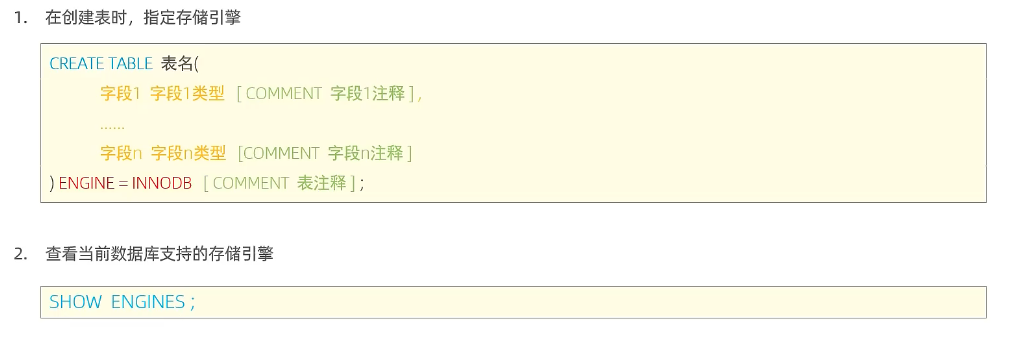 1. 在创建表时，指定存储引擎
CREATE TABLE 表名(
字段1 字段1类型 [ COMMENT 字段1注释 ] ,
......
字段n 字段n类型 [COMMENT 字段n注释 ]
) ENGINE = INNODB [ COMMENT 表注释 ] ;
2. 查看当前数据库支持的存储引擎
SHOW ENGINES ;